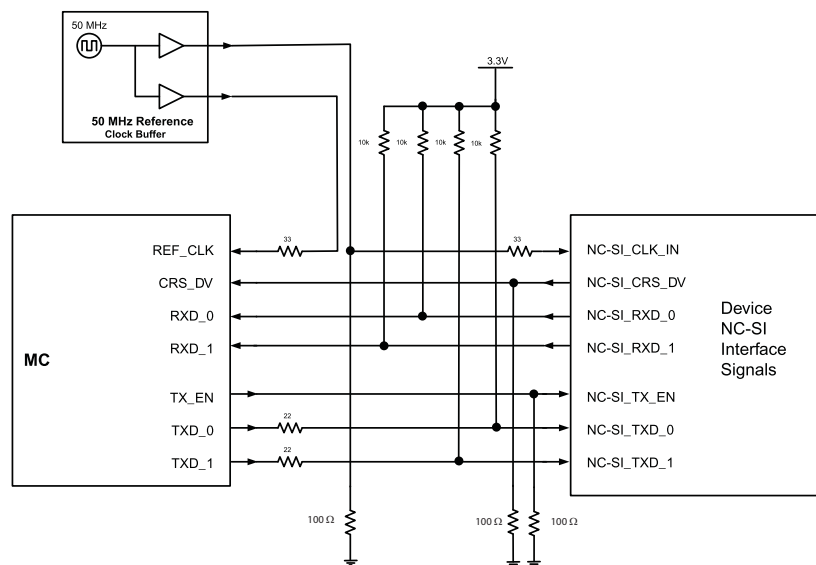 50 MHz
50 MHz Reference
Clock Buffer
3.3V
10k
10k
10k
10k
MC
REF_CLK
CRS_DV
RXD_0
RXD_1
TX_EN
TXD_0
TXD_1
33
22
22
33
NC-SI_CLK_IN
NC-SI_CRS_DV
NC-SI_RXD_0
NC-SI_RXD_1
NC-SI_TX_EN
NC-SI_TXD_0
NC-SI_TXD_1
Device
NC-SI
Interface
Signals
100 Ω
100 Ω
100 Ω